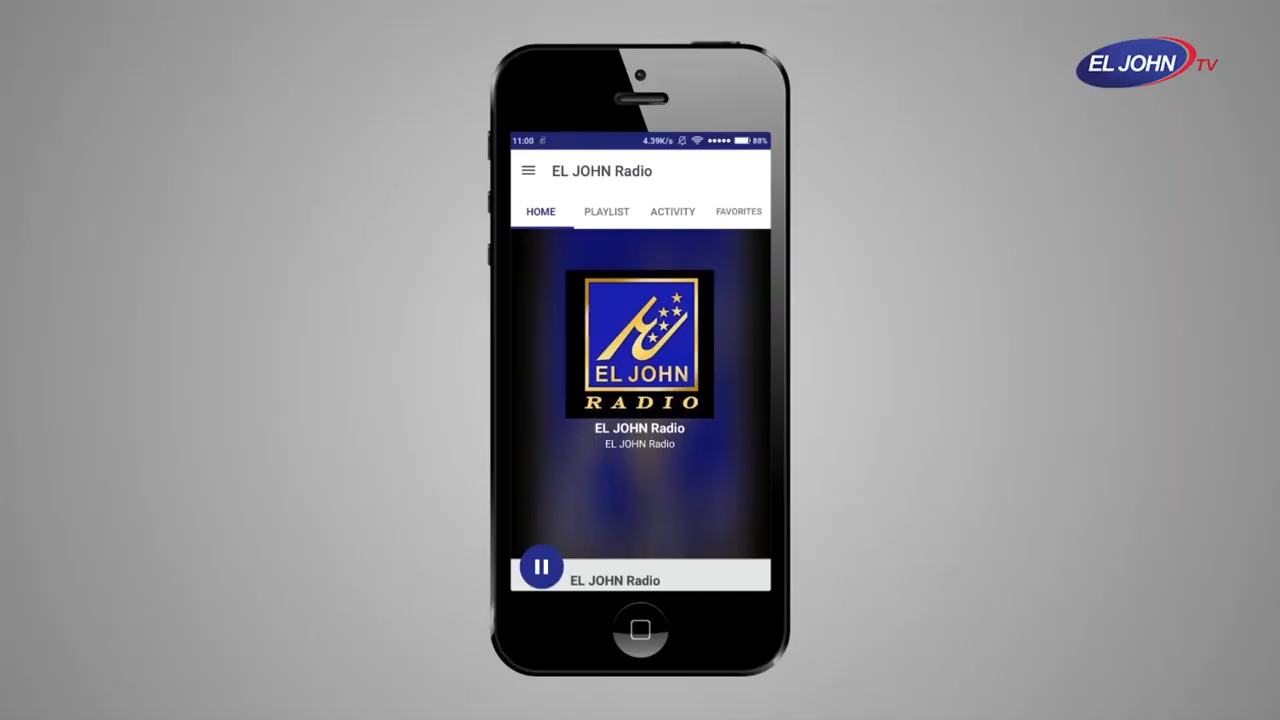 EL JOHN TV
11:00 4.39K/s 88%
EL JOHN Radio
HOME PLAYLIST ACTIVITY FAVORITES
EL JOHN
RADIO
EL JOHN Radio
EL JOHN Radio
EL JOHN Radio